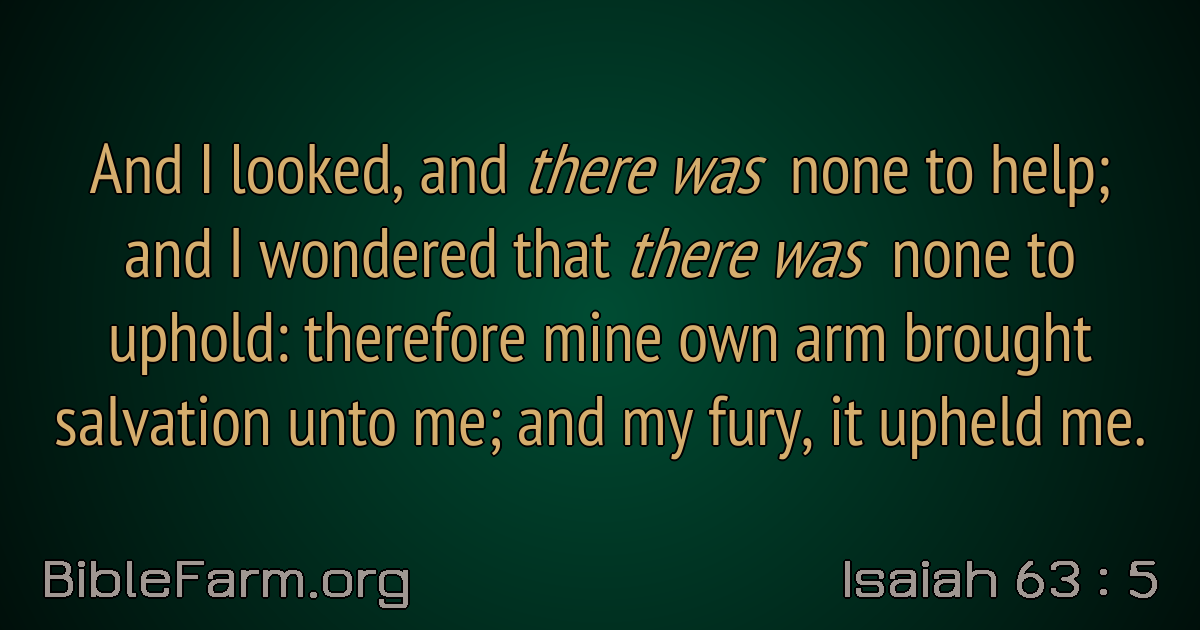 And I looked, and there was none to help;
and I wondered that there was none to
uphold: therefore mine own arm brought
salvation unto me; and my fury, it upheld me.
BibleFarm.org
Isaiah 63 : 5